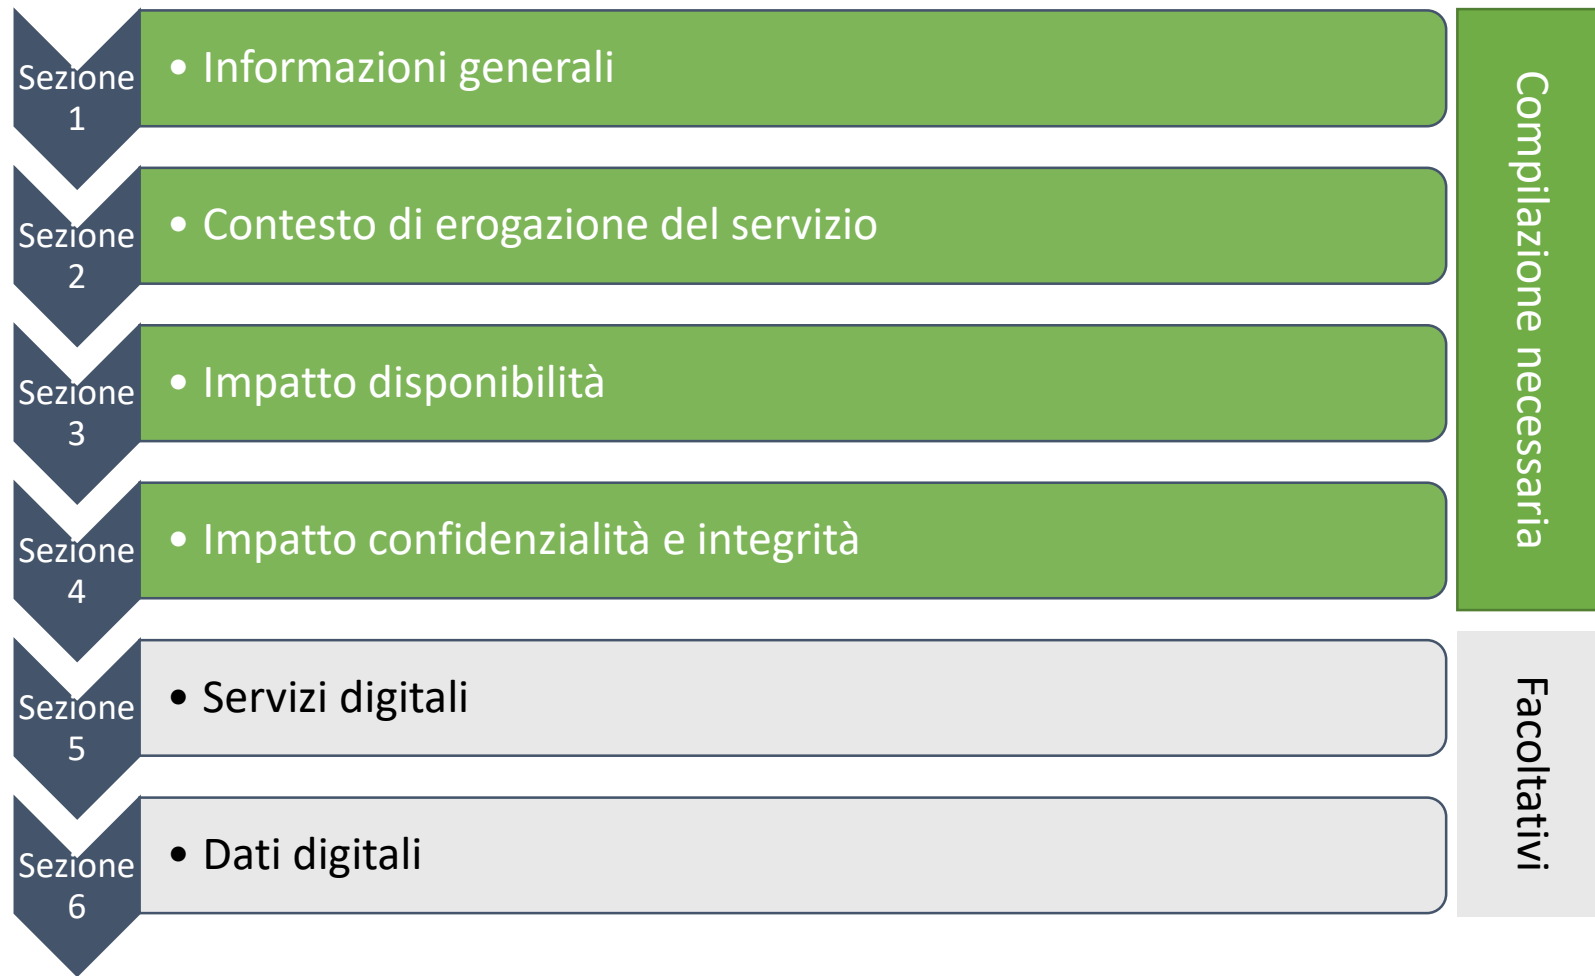 Sezione
1
• Informazioni generali
Sezione
2
• Contesto di erogazione del servizio
Sezione
3
• Impatto disponibilità
Sezione
4
• Impatto confidenzialità e integrità
Compilazione necessaria
Sezione
5
• Servizi digitali
Sezione
6
• Dati digitali
Facoltativi